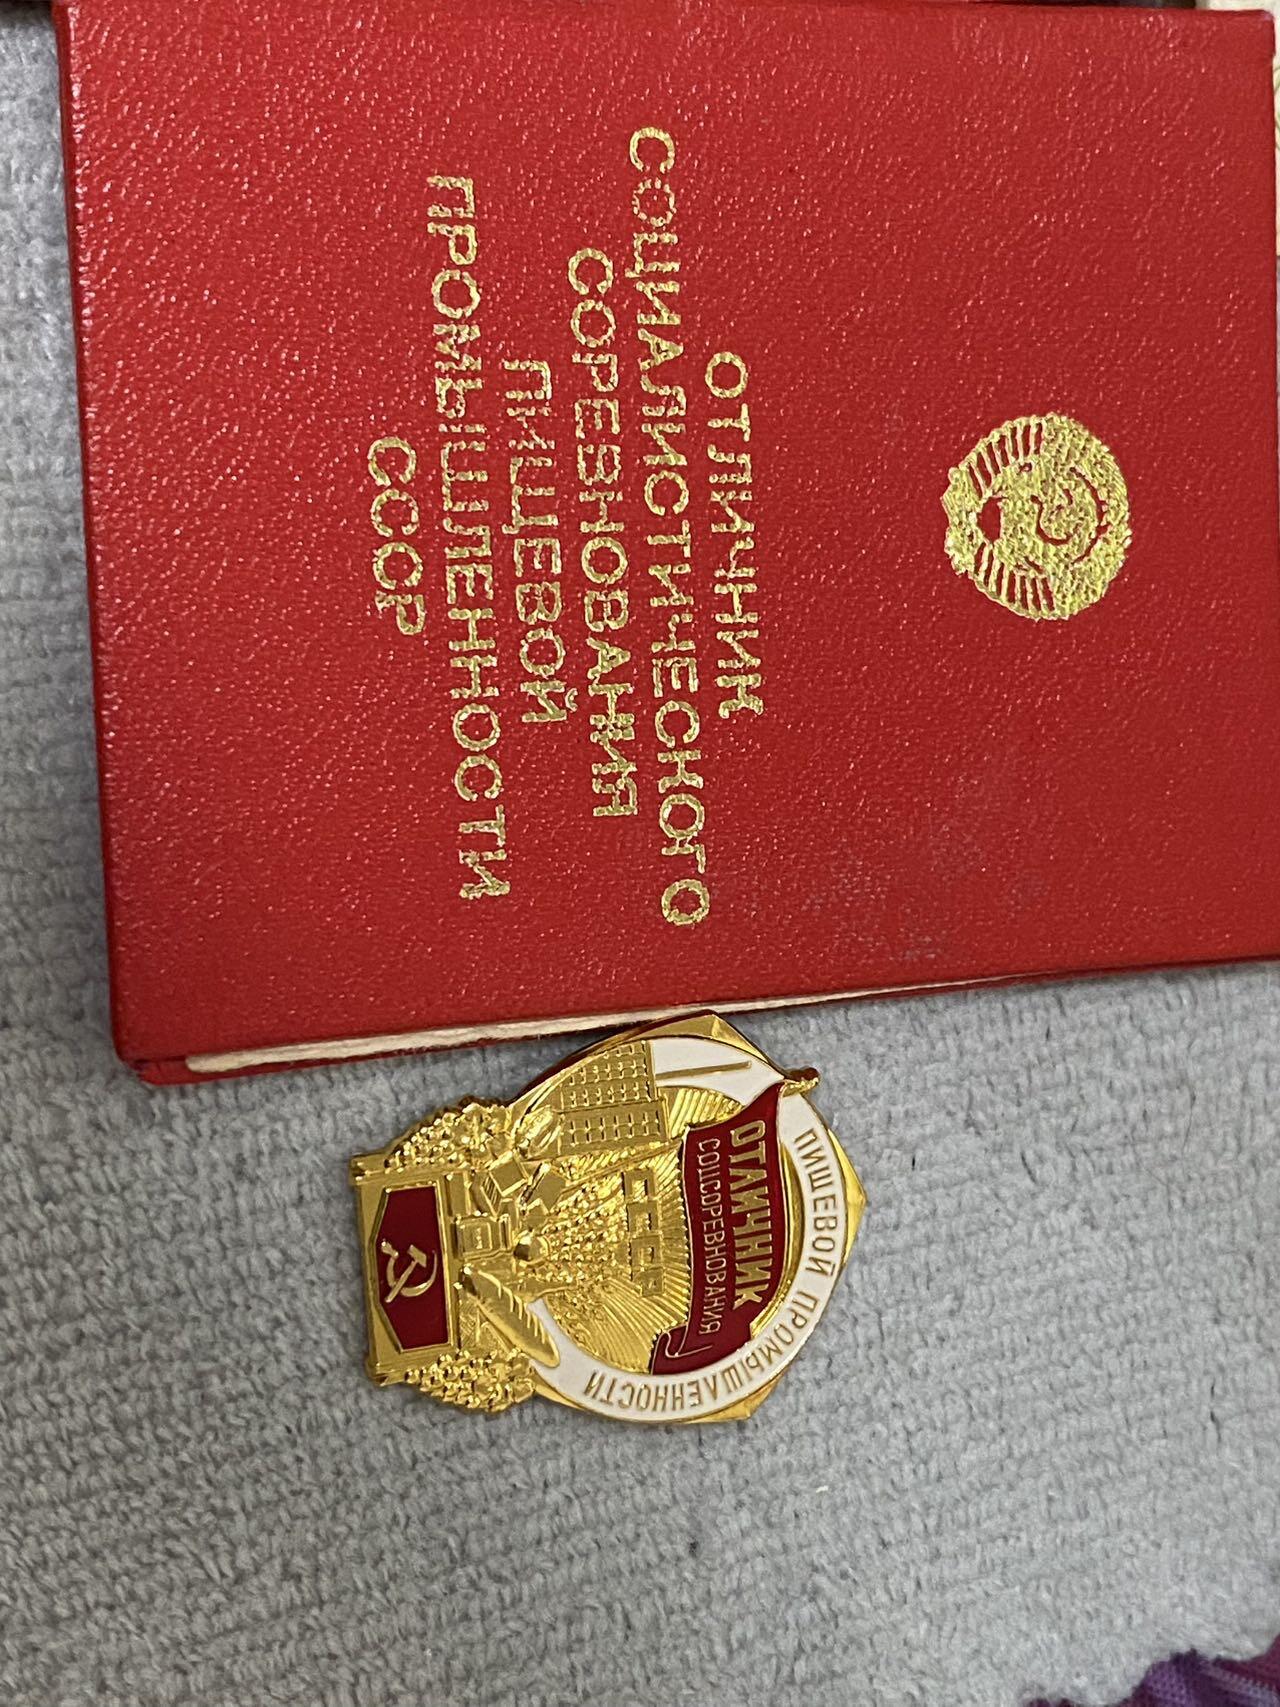 ОТЛИЧНИК
СОЦИАЛИСТИЧЕСКОГО
СОРЕВНОВАНИЯ
ПИЩЕВОЙ
ПРОМЫШЛЕННОСТИ
СССР
ПИЩЕВОЙ ПРОМЫШЛЕННОСТИ
ОТЛИЧНИК
СОЦСОРЕВНОВАНИЯ
СССР